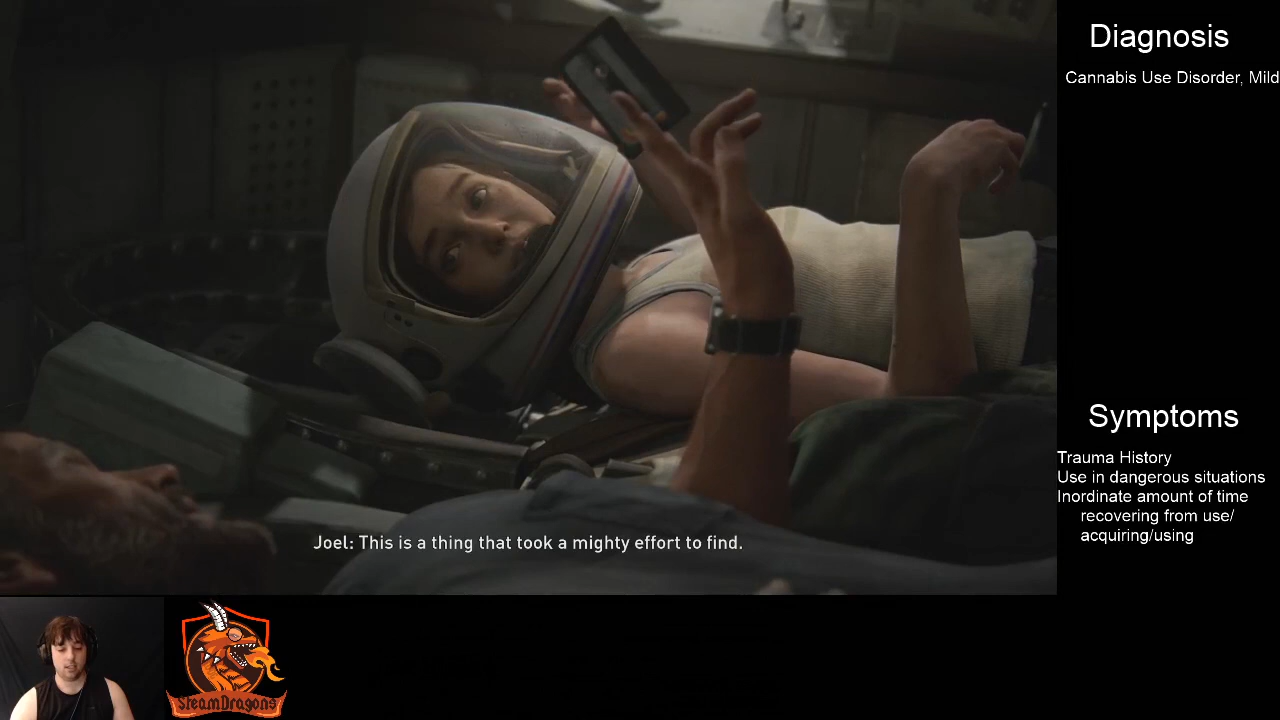 Diagnosis
Cannabis Use Disorder, Mild
Symptoms
Trauma History
Use in dangerous situations
Inordinate amount of time
recovering from use/
acquiring/using
Joel: This is a thing that took a mighty effort to find.
SteamDragons